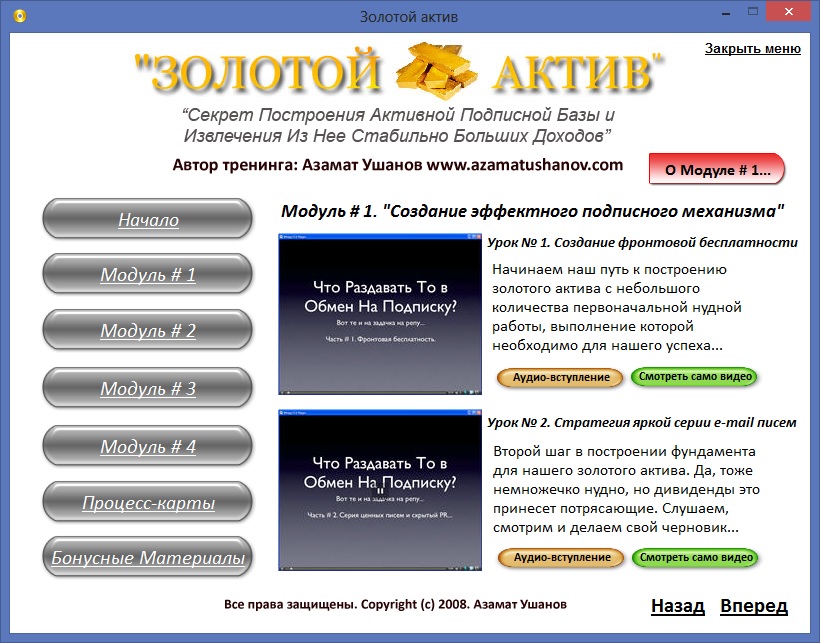 Золотой актив
Закрыть меню
"ЗОЛОТОЙ АКТИВ"
“Секрет Построения Активной Подписной Базы и
Извлечения Из Нее Стабильно Больших Доходов”
Автор тренинга: Азамат Ушанов www.azamatushanov.com
О Модуле # 1...
Начало
Модуль # 1
Модуль # 2
Модуль # 3
Модуль # 4
Процесс-карты
Бонусные Материалы
Модуль # 1. "Создание эффектного подписного механизма"
Что Раздавать То в
Обмен На Подписку?
Вот те и на задачка на репу...
Часть # 1. Фронтовая бесплатность.
Урок № 1. Создание фронтовой бесплатности
Начинаем наш путь к построению
золотого актива с небольшого
количества первоначальной нудной
работы, выполнение которой
необходимо для нашего успеха...
Аудио-вступление
Смотреть само видео
Что Раздавать То в
Обмен На Подписку?
Вот те и на задачка на репу...
Часть # 2. Серия ценных писем и скрытый PR...
Урок № 2. Стратегия яркой серии e-mail писем
Второй шаг в построении фундамента
для нашего золотого актива. Да, тоже
немножечко нудно, но дивиденды это
принесет потрясающие. Слушаем,
смотрим и делаем свой черновик...
Аудио-вступление
Смотреть само видео
Все права защищены. Copyright (c) 2008. Азамат Ушанов
Назад
Вперед